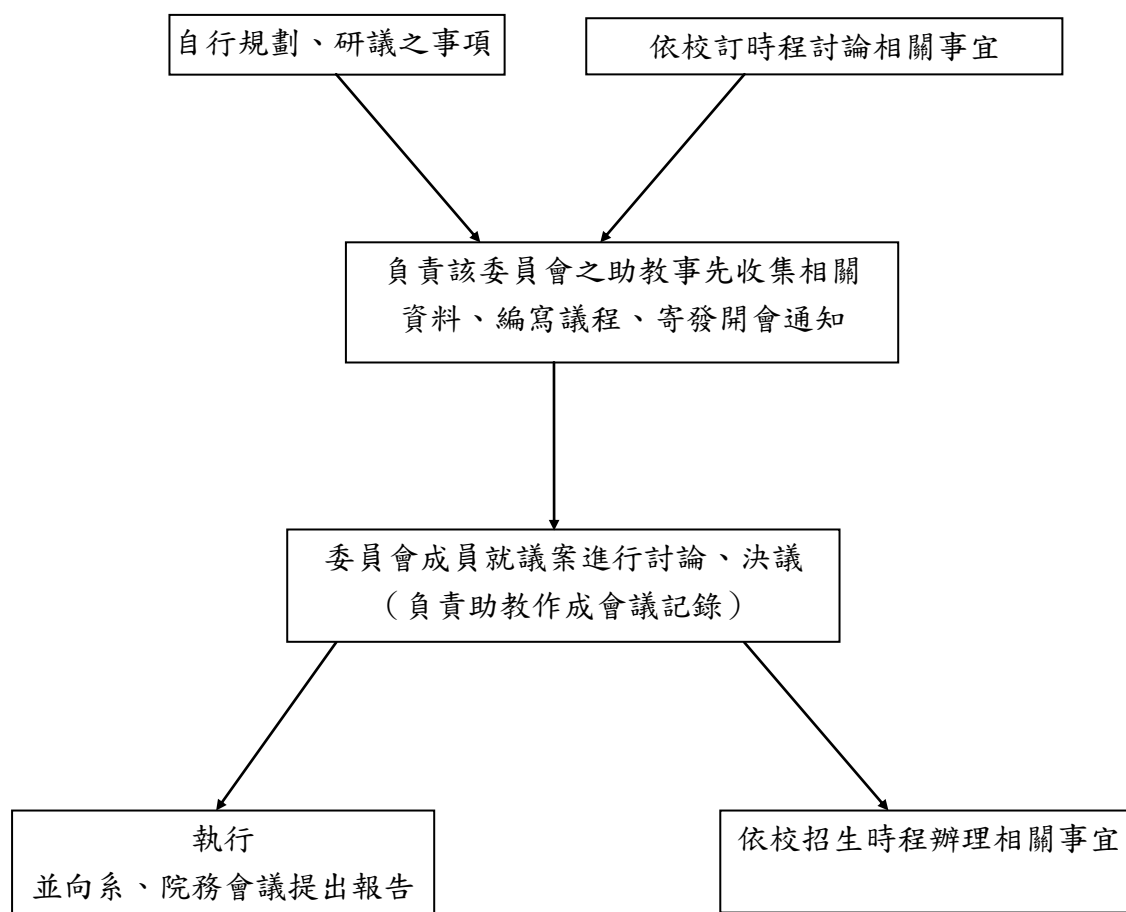 自行規劃、研議之事項
依校訂時程討論相關事宜
負責該委員會之助教事先收集相關
資料、編寫議程、寄發開會通知
委員會成員就議案進行討論、決議
（負責助教作成會議記錄）
執行
並向系、院務會議提出報告
依校招生時程辦理相關事宜